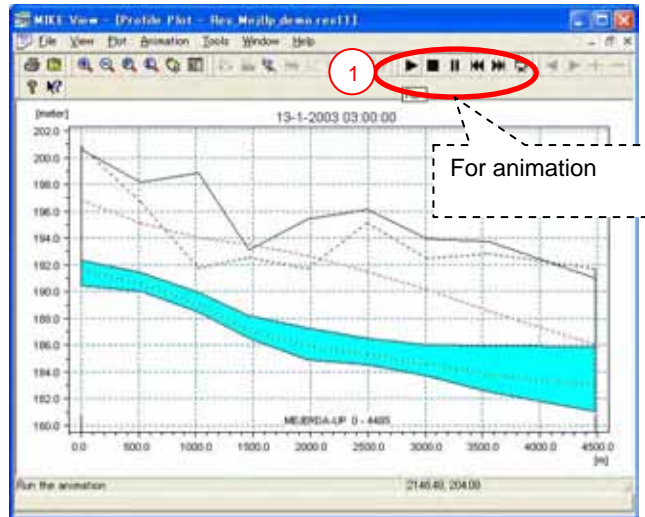 MIKE View - [Profile Plot - Res_MejUp_demo.res11]
File View Plot Animation Tools Window Help
1
[meter]
13-1-2003 03:00:00
For animation
202.0
200.0
198.0
196.0
194.0
192.0
190.0
188.0
186.0
184.0
182.0
180.0
MEJERDA-UP 0 - 4485
0.0 500.0 1000.0 1500.0 2000.0 2500.0 3000.0 3500.0 4000.0 4500.0
[m]
Run the animation